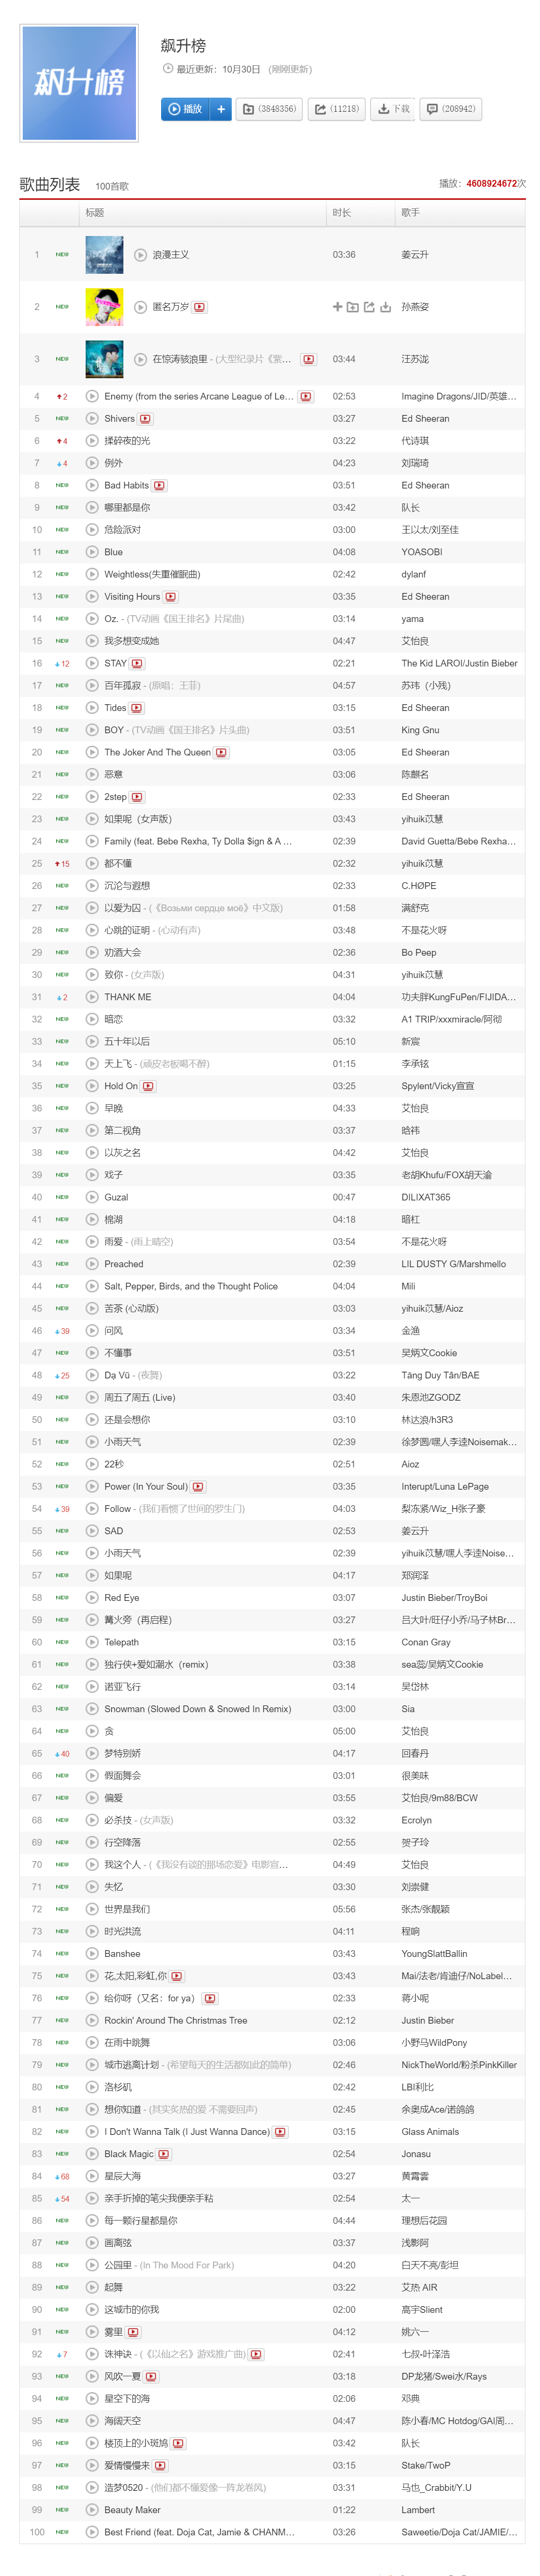 飙升榜
飙升榜
最近更新：10月30日 （刚刚更新）
播放 + (3848356) (11218) 下载 (208942)
歌曲列表 100首歌 播放：4608924672次
标题 时长 歌手
1 NEW 浪漫主义 03:36 姜云升
2 NEW 匿名万岁 孙燕姿
3 NEW 在惊涛骇浪里 - (大型纪录片《紫... 03:44 汪苏泷
4 2 Enemy (from the series Arcane League of Le... 02:53 Imagine Dragons/JID/英雄...
5 NEW Shivers 03:27 Ed Sheeran
6 4 揉碎夜的光 03:22 代诗琪
7 4 例外 04:23 刘瑞琦
8 NEW Bad Habits 03:51 Ed Sheeran
9 NEW 哪里都是你 03:42 队长
10 NEW 危险派对 03:00 王以太/刘至佳
11 NEW Blue 04:08 YOASOBI
12 NEW Weightless(失重催眠曲) 02:42 dylanf
13 NEW Visiting Hours 03:35 Ed Sheeran
14 NEW Oz. - (TV动画《国王排名》片尾曲) 03:14 yama
15 NEW 我多想变成她 04:47 艾怡良
16 12 STAY 02:21 The Kid LAROI/Justin Bieber
17 NEW 百年孤寂 - (原唱：王菲) 04:57 苏玮（小残）
18 NEW Tides 03:15 Ed Sheeran
19 NEW BOY - (TV动画《国王排名》片头曲) 03:51 King Gnu
20 NEW The Joker And The Queen 03:05 Ed Sheeran
21 NEW 恶意 03:06 陈麒名
22 NEW 2step 02:33 Ed Sheeran
23 NEW 如果呢（女声版） 03:43 yihuik苡慧
24 NEW Family (feat. Bebe Rexha, Ty Dolla $ign & A ... 02:39 David Guetta/Bebe Rexha...
25 15 都不懂 02:32 yihuik苡慧
26 NEW 沉沦与遐想 02:33 C.HØPE
27 NEW 以爱为囚 - (《Возьми сердце моё》中文版) 01:58 满舒克
28 NEW 心跳的证明 - (心动有声) 03:48 不是花火呀
29 NEW 劝酒大会 02:36 Bo Peep
30 NEW 致你 - (女声版) 04:31 yihuik苡慧
31 2 THANK ME 04:04 功夫胖KungFuPen/FIJIDA...
32 NEW 暗恋 03:32 A1 TRIP/xxxmiracle/阿彻
33 NEW 五十年以后 05:10 新宸
34 NEW 天上飞 - (顽皮老板喝不醉) 01:15 李承铉
35 NEW Hold On 03:25 Spylent/Vicky宣宣
36 NEW 早晚 04:33 艾怡良
37 NEW 第二视角 03:37 晗祎
38 NEW 以灰之名 04:42 艾怡良
39 NEW 戏子 03:35 老胡Khufu/FOX胡天渝
40 NEW Guzal 00:47 DILIXAT365
41 NEW 棉湖 04:18 暗杠
42 NEW 雨爱 - (雨上晴空) 03:54 不是花火呀
43 NEW Preached 02:39 LIL DUSTY G/Marshmello
44 NEW Salt, Pepper, Birds, and the Thought Police 04:04 Mili
45 NEW 苦茶 (心动版) 03:03 yihuik苡慧/Aioz
46 39 问风 03:34 金渔
47 NEW 不懂事 03:51 吴炳文Cookie
48 25 Dạ Vũ - (夜舞) 03:22 Tăng Duy Tân/BAE
49 NEW 周五了周五 (Live) 03:40 朱恩池ZGODZ
50 NEW 还是会想你 03:10 林达浪/h3R3
51 NEW 小雨天气 02:39 徐梦圆/嘿人李逵Noisemak...
52 NEW 22秒 02:51 Aioz
53 NEW Power (In Your Soul) 03:35 Interupt/Luna LePage
54 39 Follow - (我们看惯了世间的罗生门) 04:03 梨冻紧/Wiz_H张子豪
55 NEW SAD 02:53 姜云升
56 NEW 小雨天气 02:39 yihuik苡慧/嘿人李逵Noise...
57 NEW 如果呢 04:17 郑润泽
58 NEW Red Eye 03:07 Justin Bieber/TroyBoi
59 NEW 篝火旁（再启程） 03:27 吕大叶/旺仔小乔/马子林Br...
60 NEW Telepath 03:15 Conan Gray
61 NEW 独行侠+爱如潮水（remix） 03:38 sea蕊/吴炳文Cookie
62 NEW 诺亚飞行 03:14 吴岱林
63 NEW Snowman (Slowed Down & Snowed In Remix) 03:00 Sia
64 NEW 贪 05:00 艾怡良
65 40 梦特别娇 04:17 回春丹
66 NEW 假面舞会 03:01 很美味
67 NEW 偏爱 03:55 艾怡良/9m88/BCW
68 NEW 必杀技 - (女声版) 03:32 Ecrolyn
69 NEW 行空降落 02:55 贺子玲
70 NEW 我这个人 - (《我没有谈的那场恋爱》电影宣... 04:49 艾怡良
71 NEW 失忆 03:30 刘崇健
72 NEW 世界是我们 05:56 张杰/张靓颖
73 NEW 时光洪流 04:11 程响
74 NEW Banshee 03:43 YoungSlattBallin
75 NEW 花,太阳,彩虹,你 03:43 Mai/法老/肯迪仔/NoLabel...
76 NEW 给你呀（又名：for ya） 02:33 蒋小呢
77 NEW Rockin' Around The Christmas Tree 02:12 Justin Bieber
78 NEW 在雨中跳舞 03:06 小野马WildPony
79 NEW 城市逃离计划 - (希望每天的生活都如此的简单) 02:46 NickTheWorld/粉杀PinkKiller
80 NEW 洛杉矶 02:42 LBI利比
81 NEW 想你知道 - (其实炙热的爱 不需要回声) 02:45 余奥成Ace/诺鸽鸽
82 NEW I Don't Wanna Talk (I Just Wanna Dance) 03:15 Glass Animals
83 NEW Black Magic 02:54 Jonasu
84 68 星辰大海 03:27 黄霄雲
85 54 亲手折掉的笔尖我便亲手粘 02:54 太一
86 NEW 每一颗行星都是你 04:44 理想后花园
87 NEW 画离弦 03:37 浅影阿
88 NEW 公园里 - (In The Mood For Park) 04:20 白天不亮/彭坦
89 NEW 起舞 03:22 艾热 AIR
90 NEW 这城市的你我 02:00 高宇Slient
91 NEW 雾里 04:12 姚六一
92 7 诛神诀 - (《以仙之名》游戏推广曲) 02:41 七叔-叶泽浩
93 NEW 风吹一夏 03:18 DP龙猪/Swei水/Rays
94 NEW 星空下的海 02:06 邓典
95 NEW 海阔天空 04:47 陈小春/MC Hotdog/GAI周...
96 NEW 楼顶上的小斑鸠 03:42 队长
97 NEW 爱情慢慢来 03:15 Stake/TwoP
98 NEW 造梦0520 - (他们都不懂爱像一阵龙卷风) 03:31 马也_Crabbit/Y.U
99 NEW Beauty Maker 01:22 Lambert
100 NEW Best Friend (feat. Doja Cat, Jamie & CHANM... 03:26 Saweetie/Doja Cat/JAMIE/...